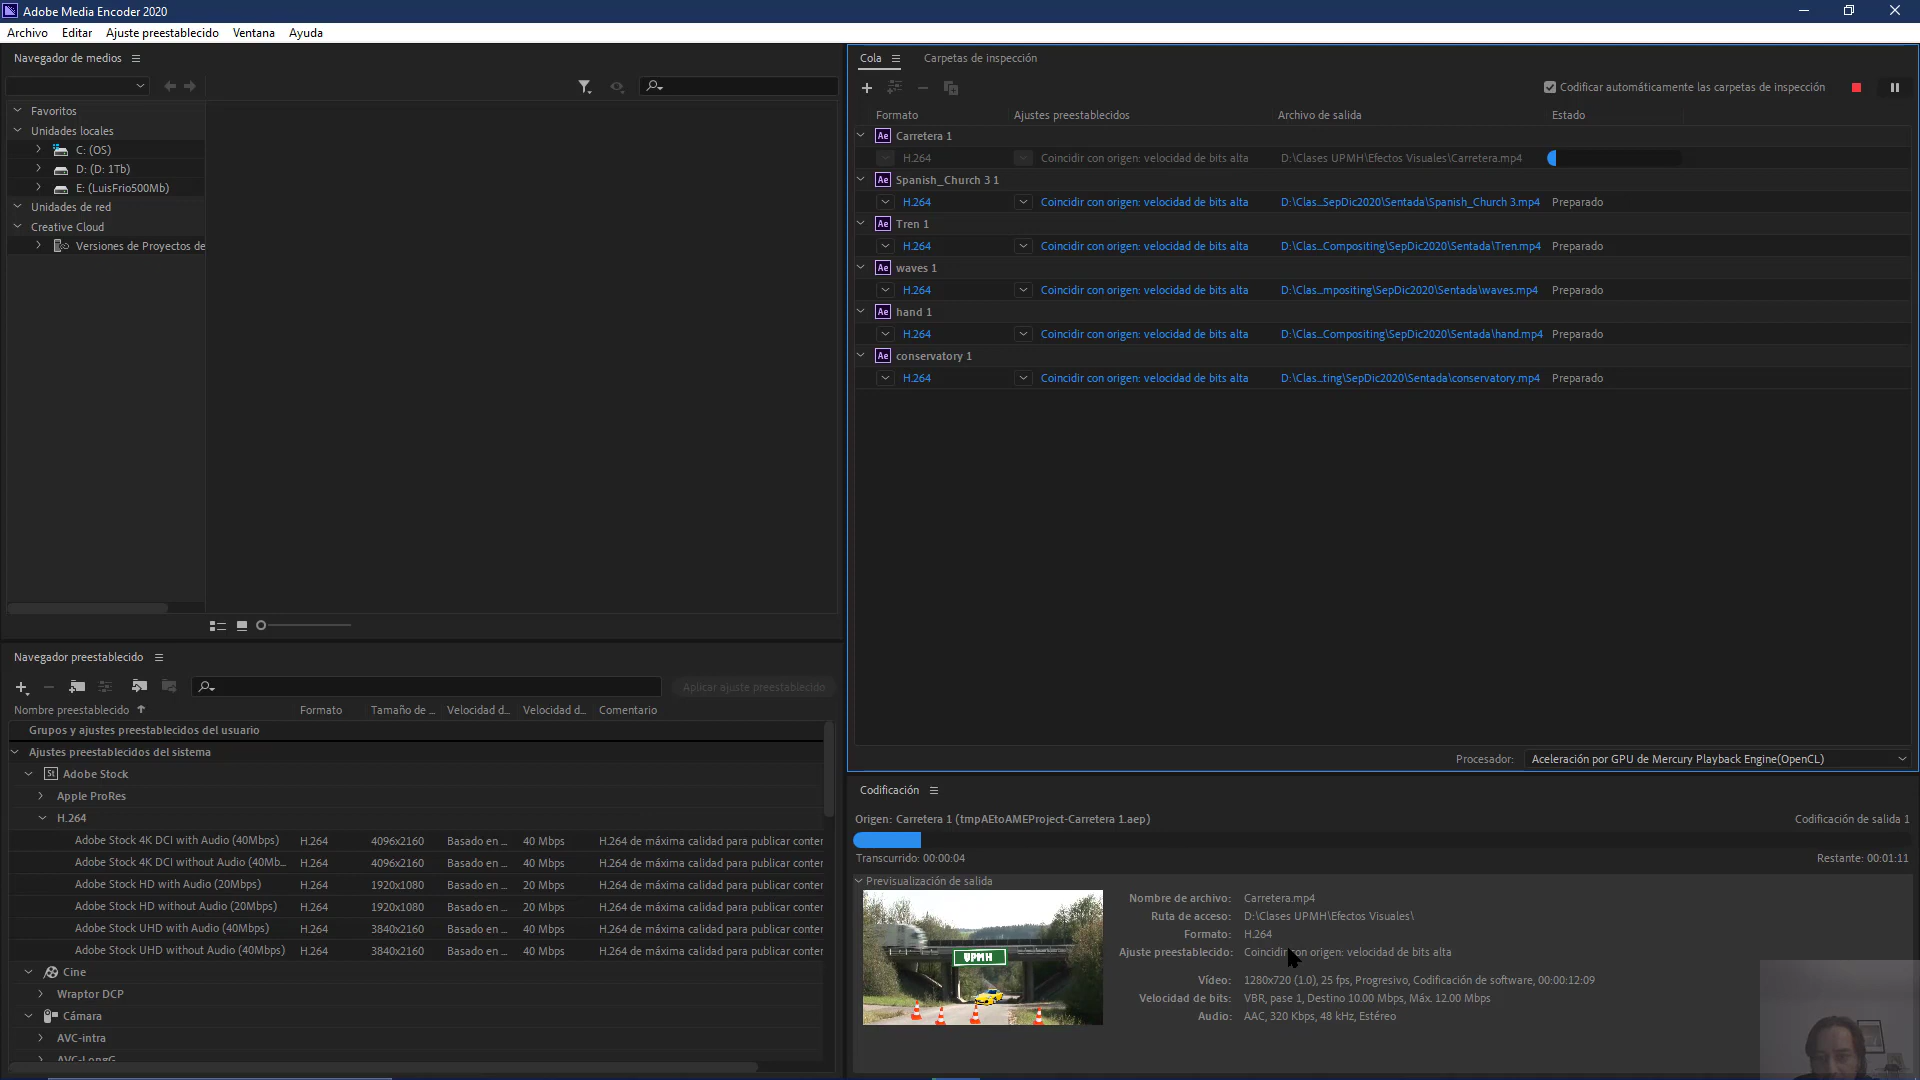 Adobe Media Encoder 2020
Archivo Editar Ajuste preestablecido Ventana Ayuda
Navegador de medios
Favoritos
Unidades locales
C: (OS)
D: (D: 1Tb)
E: (LuisFrio500Mb)
Unidades de red
Creative Cloud
Versiones de Proyectos de
Cola Carpetas de inspección
Codificar automáticamente las carpetas de inspección
Formato Ajustes preestablecidos Archivo de salida Estado
Ae Carretera 1
H.264 Coincidir con origen: velocidad de bits alta D:\Clases UPMH\Efectos Visuales\Carretera.mp4
Ae Spanish_Church 3 1
H.264 Coincidir con origen: velocidad de bits alta D:\Clas...SepDic2020\Sentada\Spanish_Church 3.mp4 Preparado
Ae Tren 1
H.264 Coincidir con origen: velocidad de bits alta D:\Clas...Compositing\SepDic2020\Sentada\Tren.mp4 Preparado
Ae waves 1
H.264 Coincidir con origen: velocidad de bits alta D:\Clas...mpositing\SepDic2020\Sentada\waves.mp4 Preparado
Ae hand 1
H.264 Coincidir con origen: velocidad de bits alta D:\Clas...Compositing\SepDic2020\Sentada\hand.mp4 Preparado
Ae conservatory 1
H.264 Coincidir con origen: velocidad de bits alta D:\Clas...ting\SepDic2020\Sentada\conservatory.mp4 Preparado
Procesador: Aceleración por GPU de Mercury Playback Engine(OpenCL)
Navegador preestablecido
Aplicar ajuste preestablecido
Nombre preestablecido Formato Tamaño de ... Velocidad d... Velocidad d... Comentario
Grupos y ajustes preestablecidos del usuario
Ajustes preestablecidos del sistema
St Adobe Stock
Apple ProRes
H.264
Adobe Stock 4K DCI with Audio (40Mbps) H.264 4096x2160 Basado en ... 40 Mbps H.264 de máxima calidad para publicar conter
Adobe Stock 4K DCI without Audio (40Mb... H.264 4096x2160 Basado en ... 40 Mbps H.264 de máxima calidad para publicar conter
Adobe Stock HD with Audio (20Mbps) H.264 1920x1080 Basado en ... 20 Mbps H.264 de máxima calidad para publicar conter
Adobe Stock HD without Audio (20Mbps) H.264 1920x1080 Basado en ... 20 Mbps H.264 de máxima calidad para publicar conter
Adobe Stock UHD with Audio (40Mbps) H.264 3840x2160 Basado en ... 40 Mbps H.264 de máxima calidad para publicar conter
Adobe Stock UHD without Audio (40Mbps) H.264 3840x2160 Basado en ... 40 Mbps H.264 de máxima calidad para publicar conter
Cine
Wraptor DCP
Cámara
AVC-intra
AVC-LongG
Codificación
Origen: Carretera 1 (tmpAEtoAMEProject-Carretera 1.aep) Codificación de salida 1
Transcurrido: 00:00:04 Restante: 00:01:11
Previsualización de salida
UPMH
Nombre de archivo: Carretera.mp4
Ruta de acceso: D:\Clases UPMH\Efectos Visuales\
Formato: H.264
Ajuste preestablecido: Coincidir con origen: velocidad de bits alta
Vídeo: 1280x720 (1.0), 25 fps, Progresivo, Codificación de software, 00:00:12:09
Velocidad de bits: VBR, pase 1, Destino 10.00 Mbps, Máx. 12.00 Mbps
Audio: AAC, 320 Kbps, 48 kHz, Estéreo